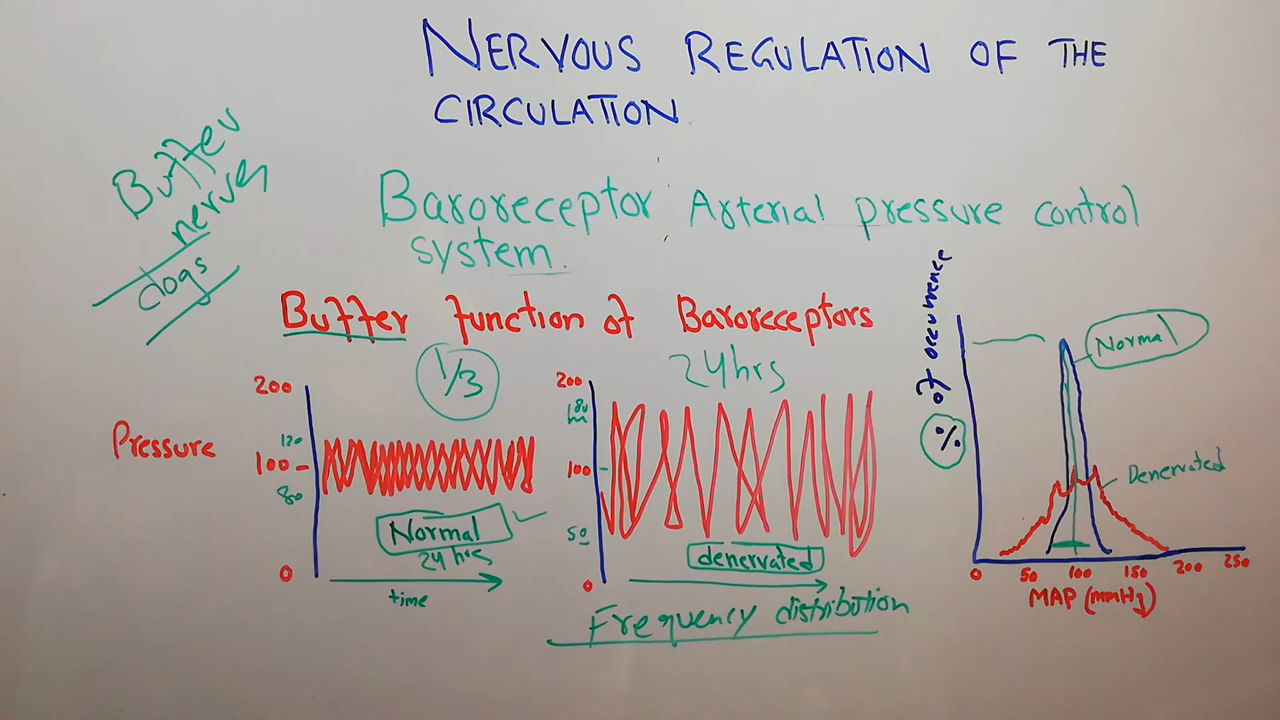 NERVOUS REGULATION OF THE
CIRCULATION
Buffer
nerves
dogs
Baroreceptor Arterial pressure control
system.
Buffer function of Baroreceptors
1/3
24hrs
Pressure
200
120
100
80
0
Normal
24 hrs
time
200
180
100
50
0
denervated
Frequency distribution
% of occurrence
Normal
Denervated
0 50 100 150 200 250
MAP (mmHg)